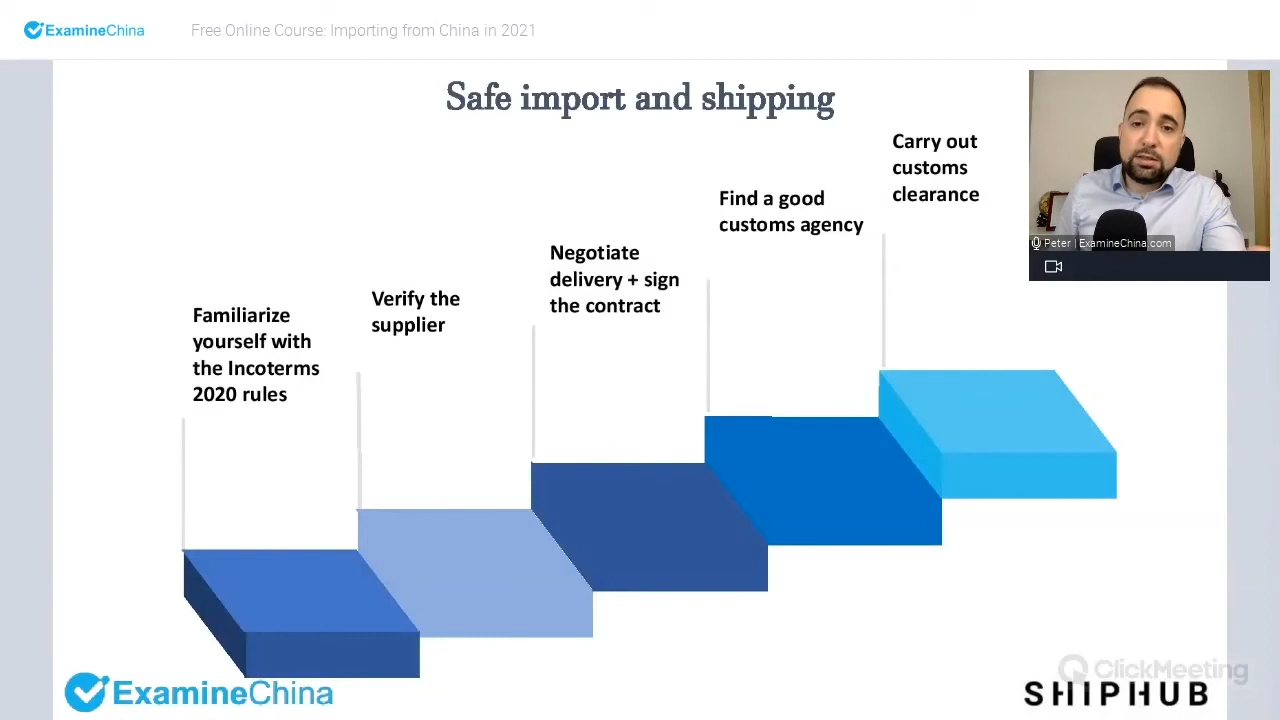 ExamineChina
Free Online Course: Importing from China in 2021
Safe import and shipping
Familiarize
yourself with
the Incoterms
2020 rules
Verify the
supplier
Negotiate
delivery + sign
the contract
Find a good
customs agency
Carry out
customs
clearance
Peter | ExamineChina.com
ExamineChina
ClickMeeting
SHIPHUB